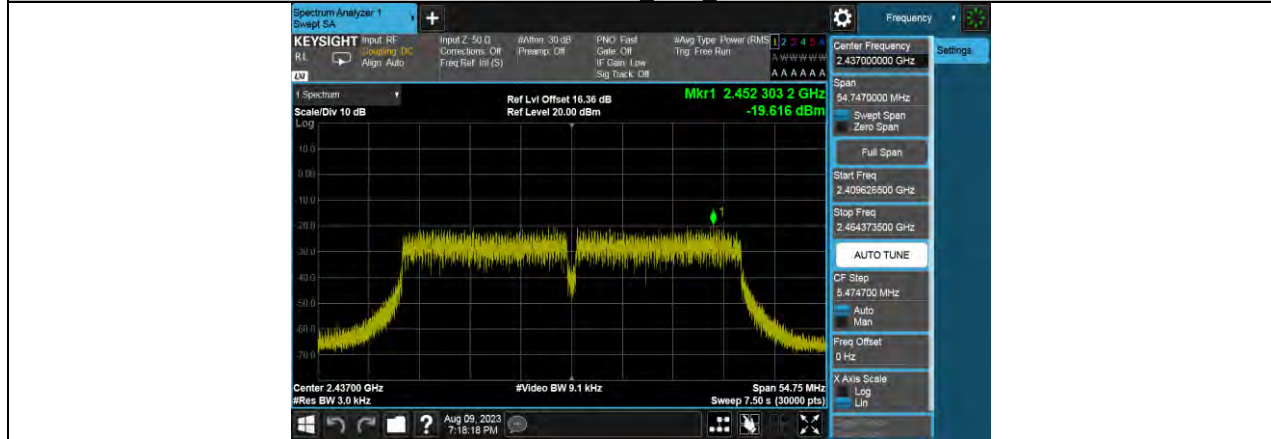 Spectrum Analyzer 1
Swept SA
+
Frequency
KEYSIGHT
Input: RF
Coupling: DC
Align: Auto
RL
LXI
Input Z: 50 Ω
Corrections: Off
Freq Ref: Int (S)
#Atten: 30 dB
Preamp: Off
PNO: Fast
Gate: Off
IF Gain: Low
Sig Track: Off
#Avg Type: Power (RMS
Trig: Free Run
1 2 3 4 5 6
A W W W W W
A A A A A A
1 Spectrum
Scale/Div 10 dB
Log
Ref Lvl Offset 16.36 dB
Ref Level 20.00 dBm
Mkr1 2.452 303 2 GHz
-19.616 dBm
10.0
0.00
-10.0
-20.0
-30.0
-40.0
-50.0
-60.0
-70.0
1
Center 2.43700 GHz
#Res BW 3.0 kHz
#Video BW 9.1 kHz
Span 54.75 MHz
Sweep 7.50 s (30000 pts)
Center Frequency
2.437000000 GHz
Settings
Span
54.7470000 MHz
Swept Span
Zero Span
Full Span
Start Freq
2.409626500 GHz
Stop Freq
2.464373500 GHz
AUTO TUNE
CF Step
5.474700 MHz
Auto
Man
Freq Offset
0 Hz
X Axis Scale
Log
Lin
?
Aug 09, 2023
7:18:18 PM